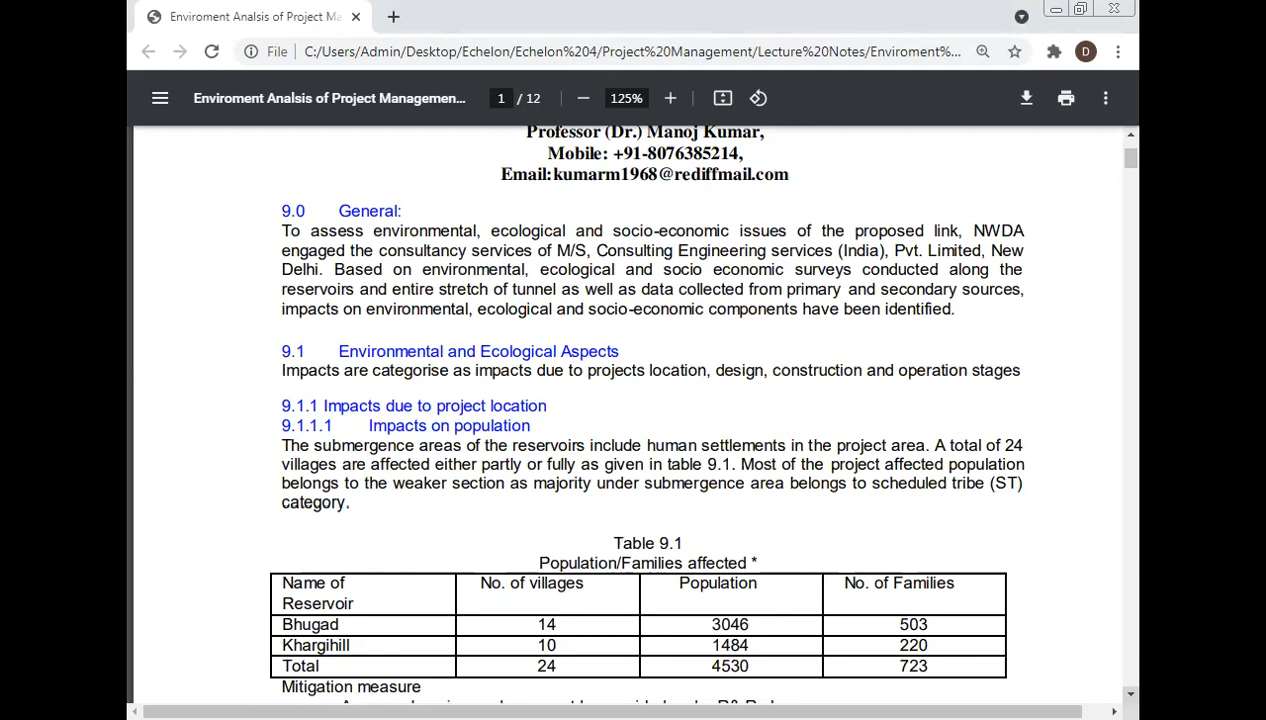 Enviroment Analsis of Project Ma
File C:/Users/Admin/Desktop/Echelon/Echelon%204/Project%20Management/Lecture%20Notes/Enviroment%...
D
Enviroment Analsis of Project Managemen... 1 / 12 125%
Professor (Dr.) Manoj Kumar,
Mobile: +91-8076385214,
Email:kumarm1968@rediffmail.com
9.0 General:
To assess environmental, ecological and socio-economic issues of the proposed link, NWDA
engaged the consultancy services of M/S, Consulting Engineering services (India), Pvt. Limited, New
Delhi. Based on environmental, ecological and socio economic surveys conducted along the
reservoirs and entire stretch of tunnel as well as data collected from primary and secondary sources,
impacts on environmental, ecological and socio-economic components have been identified.
9.1 Environmental and Ecological Aspects
Impacts are categorise as impacts due to projects location, design, construction and operation stages
9.1.1 Impacts due to project location
9.1.1.1 Impacts on population
The submergence areas of the reservoirs include human settlements in the project area. A total of 24
villages are affected either partly or fully as given in table 9.1. Most of the project affected population
belongs to the weaker section as majority under submergence area belongs to scheduled tribe (ST)
category.
Table 9.1
Population/Families affected *
Name of Reservoir No. of villages Population No. of Families
Bhugad 14 3046 503
Khargihill 10 1484 220
Total 24 4530 723
Mitigation measure